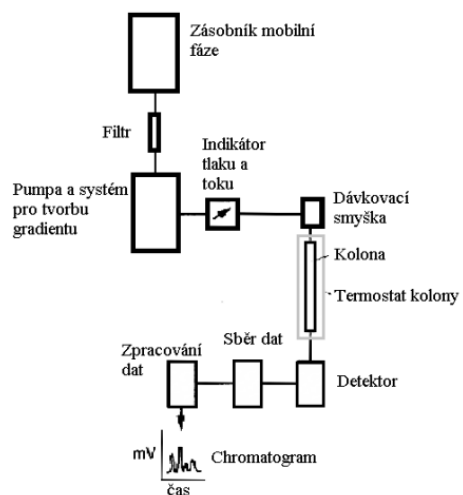 Zásobník mobilní
fáze
Filtr
Indikátor
tlaku a
toku
Pumpa a systém
pro tvorbu
gradientu
Dávkovací
smyška
Kolona
Termostat kolony
Sběr dat
Zpracování
dat
Detektor
mV
Chromatogram
čas